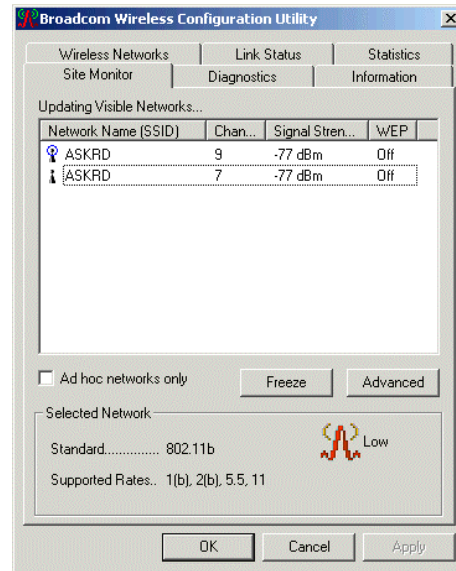 Broadcom Wireless Configuration Utility
Wireless Networks Link Status Statistics
Site Monitor Diagnostics Information
Updating Visible Networks...
Network Name (SSID) Chan... Signal Stren... WEP
ASKRD 9 -77 dBm Off
ASKRD 7 -77 dBm Off
Ad hoc networks only Freeze Advanced
Selected Network
Low
Standard............... 802.11b
Supported Rates.. 1(b), 2(b), 5.5, 11
OK Cancel Apply